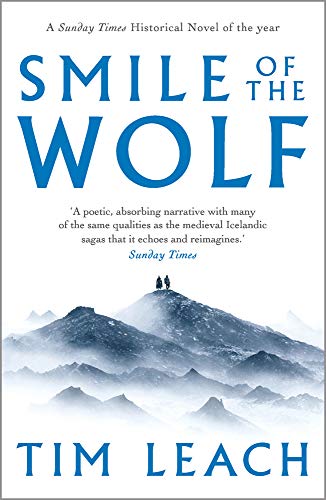 A Sunday Times Historical Novel of the year
SMILE OF
THE
WOLF
‘A poetic, absorbing narrative with many
of the same qualities as the medieval Icelandic
sagas that it echoes and reimagines.’
Sunday Times
TIM LEACH